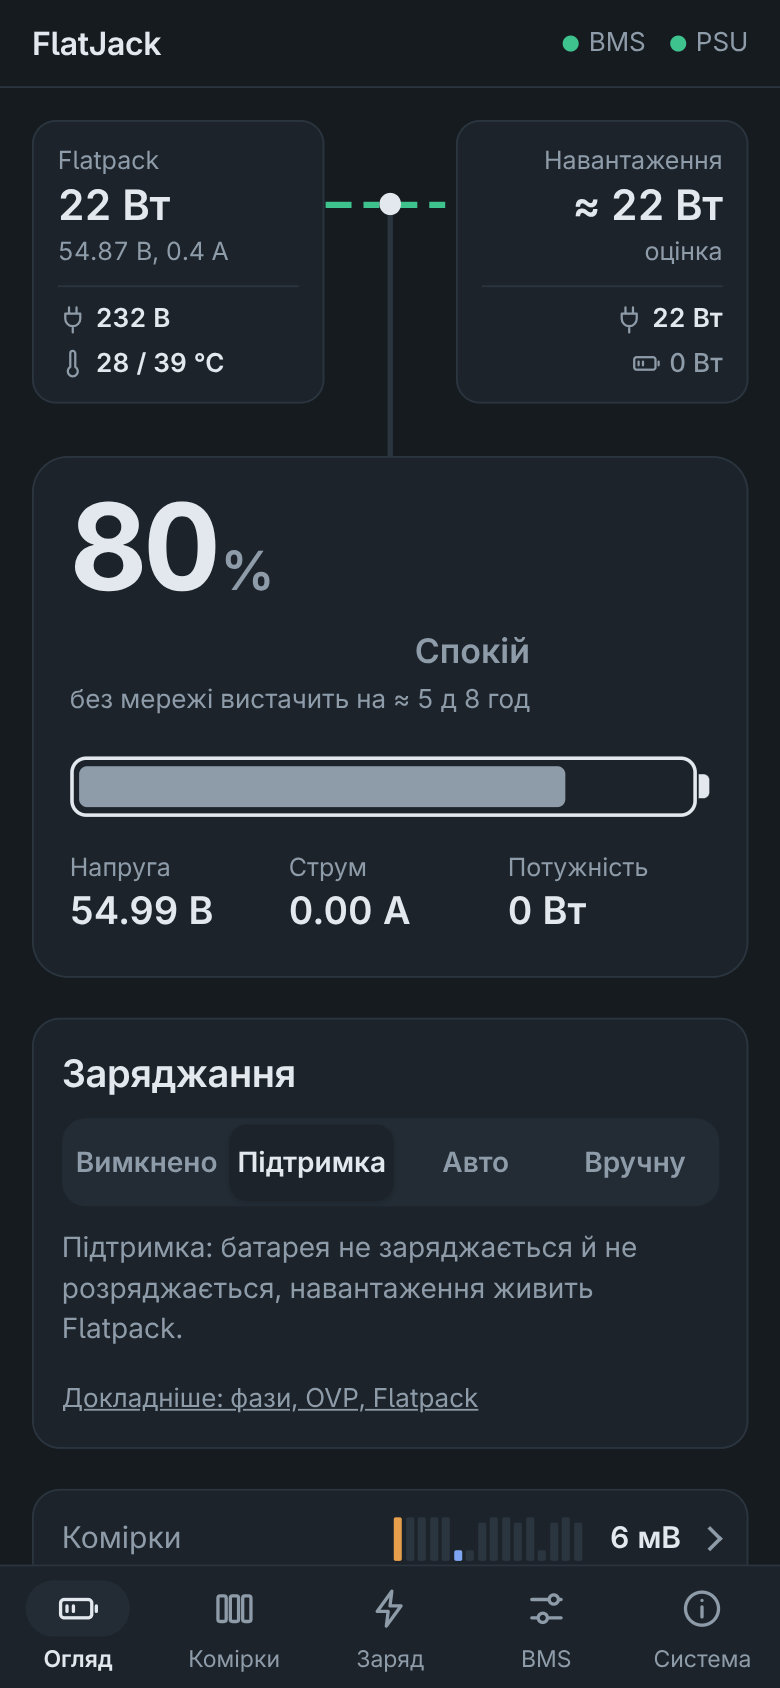 FlatJack
BMS
PSU
Flatpack
22 Вт
54.87 В, 0.4 А
232 В
28 / 39 °C
Навантаження
≈ 22 Вт
оцінка
22 Вт
0 Вт
80%
Спокій
без мережі вистачить на ≈ 5 д 8 год
Напруга
54.99 В
Струм
0.00 А
Потужність
0 Вт
Заряджання
Вимкнено
Підтримка
Авто
Вручну
Підтримка: батарея не заряджається й не
розряджається, навантаження живить
Flatpack.
Докладніше: фази, OVP, Flatpack
Комірки
6 мВ
Огляд
Комірки
Заряд
BMS
Система